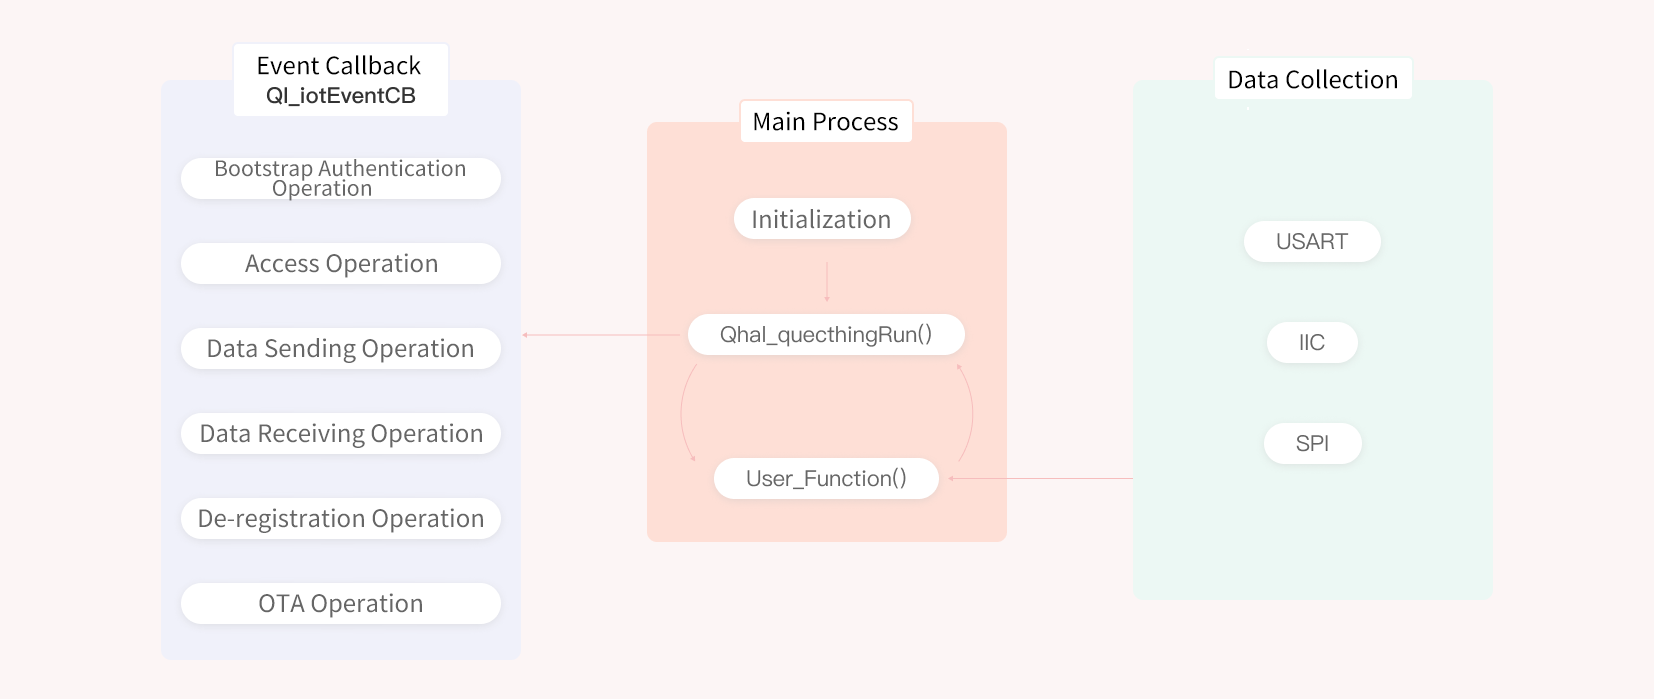 Event Callback
Ql_iotEventCB
Bootstrap Authentication
Operation
Access Operation
Data Sending Operation
Data Receiving Operation
De-registration Operation
OTA Operation
Main Process
Initialization
Qhal_quecthingRun()
User_Function()
Data Collection
USART
IIC
SPI